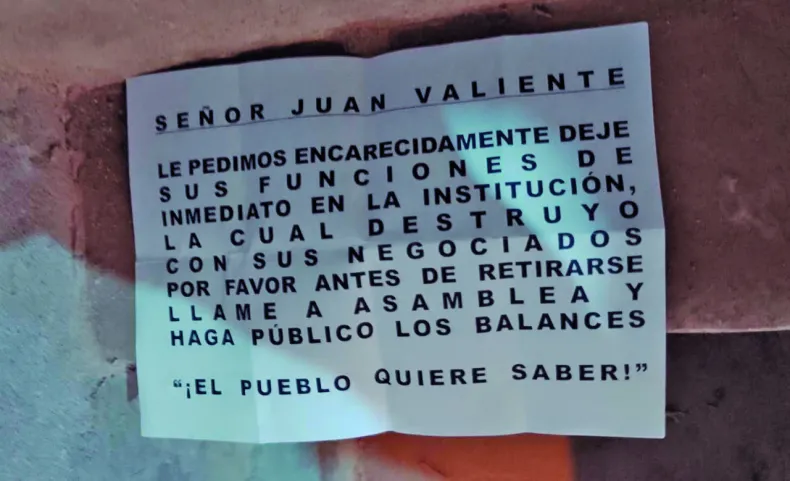 SEÑOR JUAN VALIENTE
LE PEDIMOS ENCARECIDAMENTE DEJE
SUS FUNCIONES DE
INMEDIATO EN LA INSTITUCIÓN,
LA CUAL DESTRUYO
CON SUS NEGOCIADOS
POR FAVOR ANTES DE RETIRARSE
LLAME A ASAMBLEA Y
HAGA PÚBLICO LOS BALANCES
“¡EL PUEBLO QUIERE SABER!”